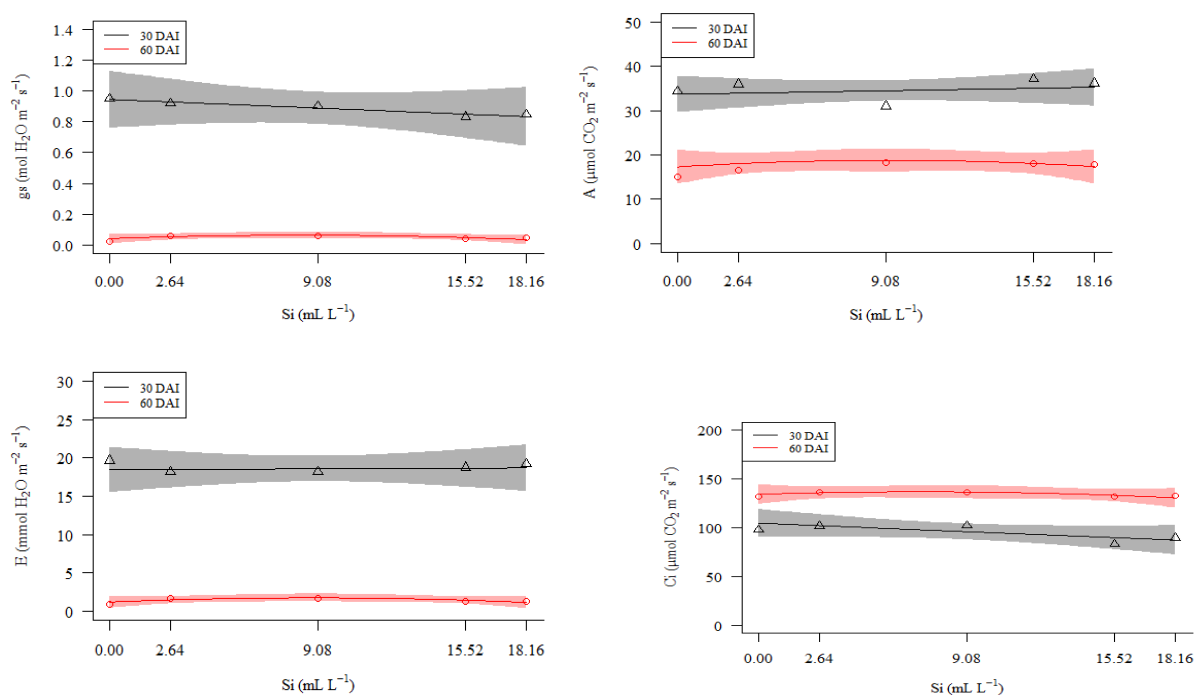 gs (mol H₂O m⁻² s⁻¹)
1.4
1.2
1.0
0.8
0.6
0.4
0.2
0.0
30 DAI
60 DAI
0.00 2.64 9.08 15.52 18.16
Si (mL L⁻¹)
A (µmol CO₂ m⁻² s⁻¹)
50
40
30
20
10
0
30 DAI
60 DAI
0.00 2.64 9.08 15.52 18.16
Si (mL L⁻¹)
E (mmol H₂O m⁻² s⁻¹)
30
25
20
15
10
5
0
30 DAI
60 DAI
0.00 2.64 9.08 15.52 18.16
Si (mL L⁻¹)
Ci (µmol CO₂ m⁻² s⁻¹)
200
150
100
50
0
30 DAI
60 DAI
0.00 2.64 9.08 15.52 18.16
Si (mL L⁻¹)